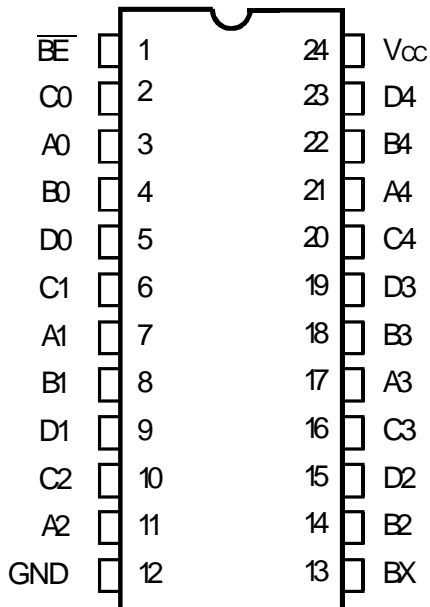 B̅E̅ 1 24 Vcc
C0 2 23 D4
A0 3 22 B4
B0 4 21 A4
D0 5 20 C4
C1 6 19 D3
A1 7 18 B3
B1 8 17 A3
D1 9 16 C3
C2 10 15 D2
A2 11 14 B2
GND 12 13 BX